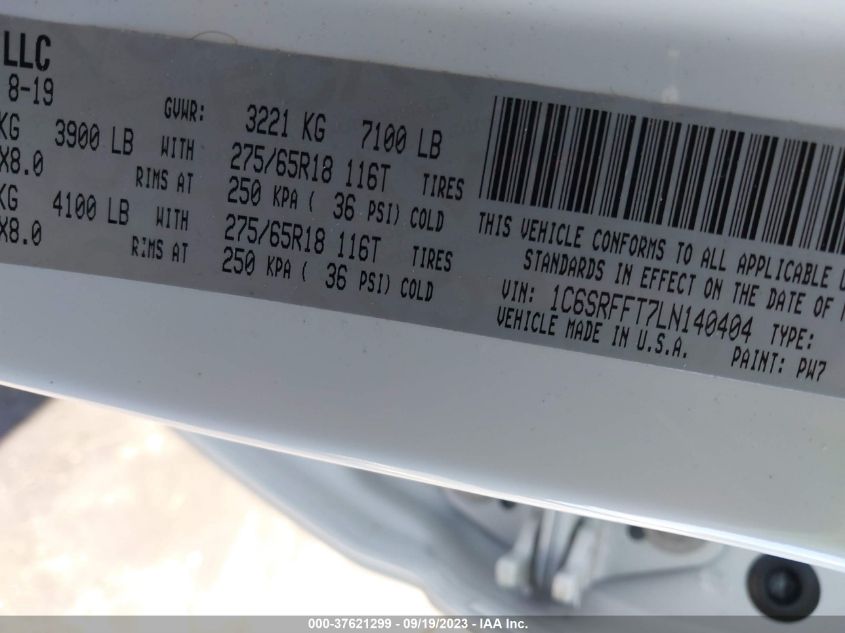 LLC
8-19 GVWR: 3221 KG 7100 LB
KG 3900 LB WITH 275/65R18 116T TIRES
X8.0 RIMS AT 250 KPA ( 36 PSI) COLD
KG 4100 LB WITH 275/65R18 116T TIRES
X8.0 RIMS AT 250 KPA ( 36 PSI) COLD
THIS VEHICLE CONFORMS TO ALL APPLICABLE
STANDARDS IN EFFECT ON THE DATE OF
VIN: 1C6SRFFT7LN140404 TYPE:
VEHICLE MADE IN U.S.A. PAINT: PW7
000-37621299 - 09/19/2023 - IAA Inc.